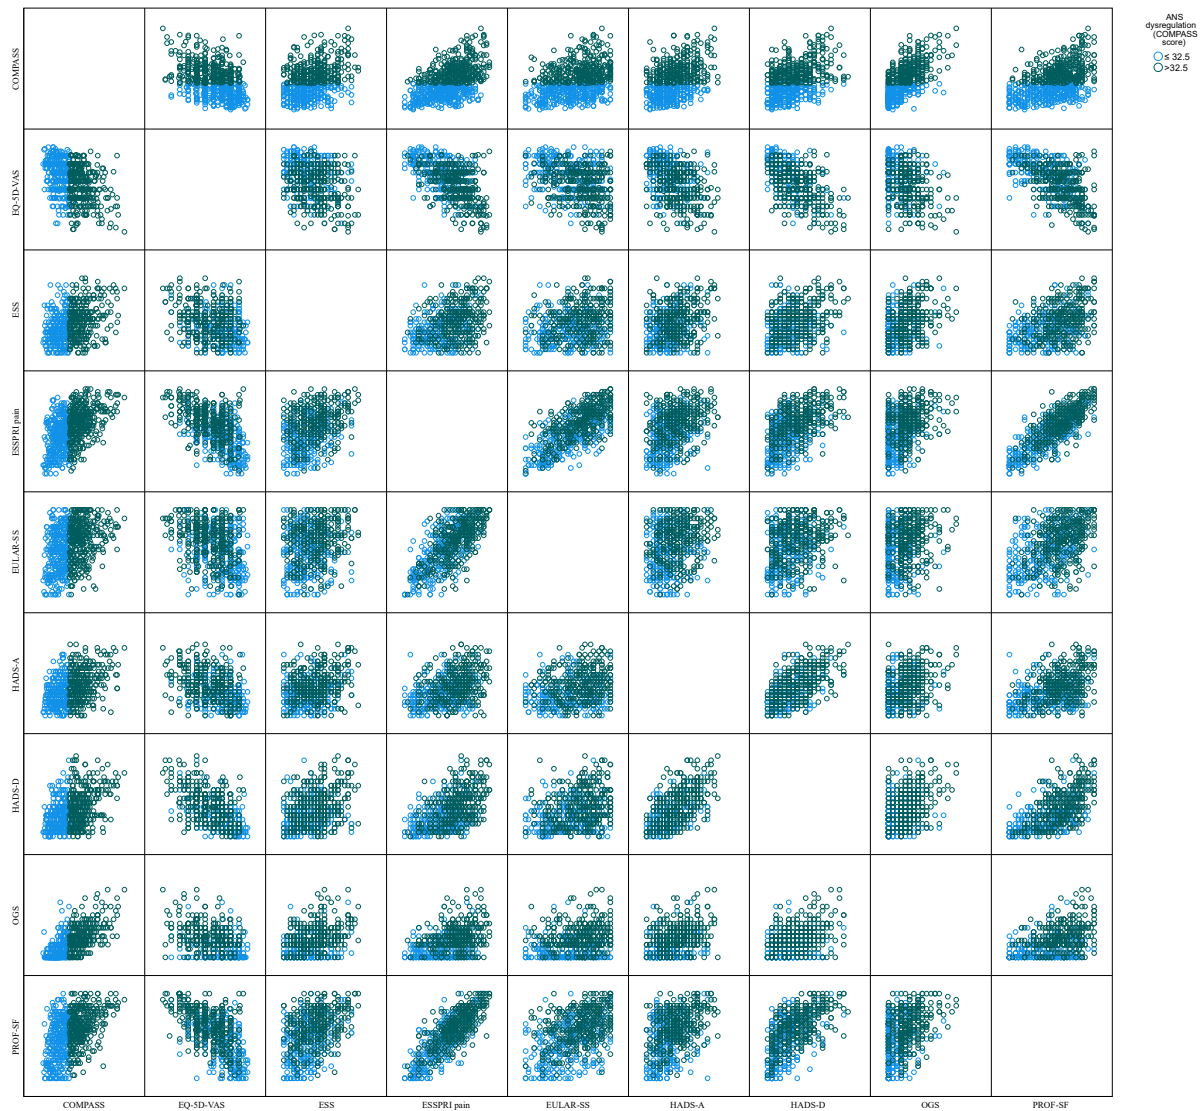 ANS
dysregulation
(COMPASS
score)
≤ 32.5
>32.5
COMPASS
EQ-5D-VAS
ESS
ESSPRI pain
EULAR-SS
HADS-A
HADS-D
OGS
PROF-SF
COMPASS EQ-5D-VAS ESS ESSPRI pain EULAR-SS HADS-A HADS-D OGS PROF-SF